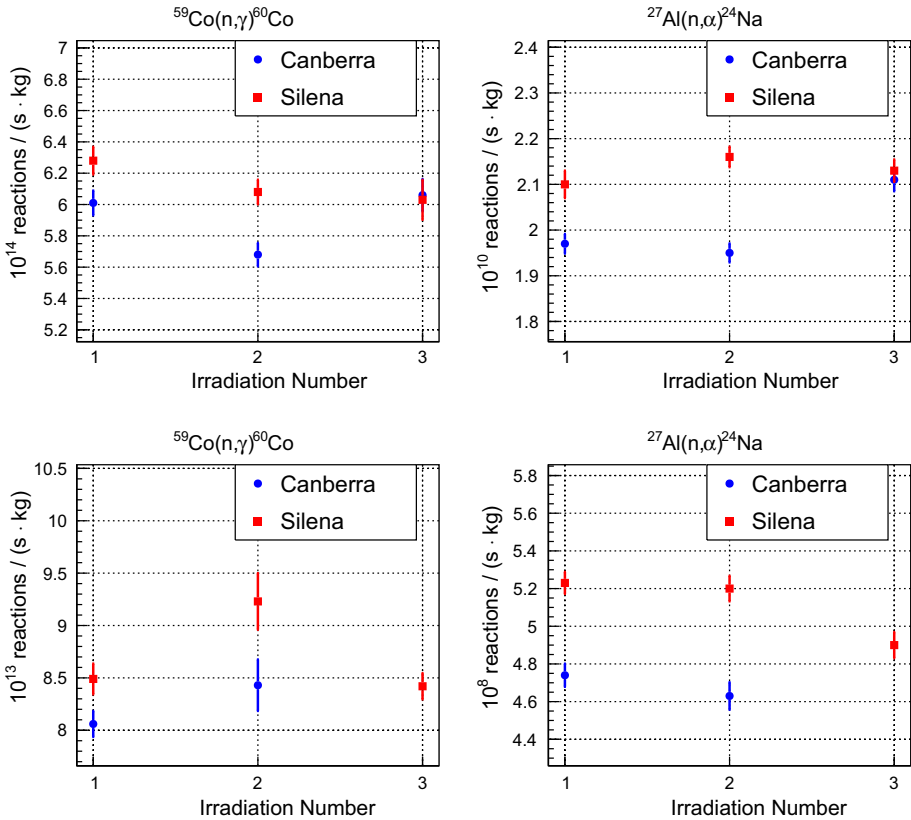 ⁵⁹Co(n,γ)⁶⁰Co
10¹⁴ reactions / (s · kg)
7
6.8
6.6
6.4
6.2
6
5.8
5.6
5.4
5.2
Canberra
Silena
1 2 3
Irradiation Number
²⁷Al(n,α)²⁴Na
10¹⁰ reactions / (s · kg)
2.4
2.3
2.2
2.1
2
1.9
1.8
Canberra
Silena
1 2 3
Irradiation Number
⁵⁹Co(n,γ)⁶⁰Co
10¹³ reactions / (s · kg)
10.5
10
9.5
9
8.5
8
Canberra
Silena
1 2 3
Irradiation Number
²⁷Al(n,α)²⁴Na
10⁸ reactions / (s · kg)
5.8
5.6
5.4
5.2
5
4.8
4.6
4.4
Canberra
Silena
1 2 3
Irradiation Number